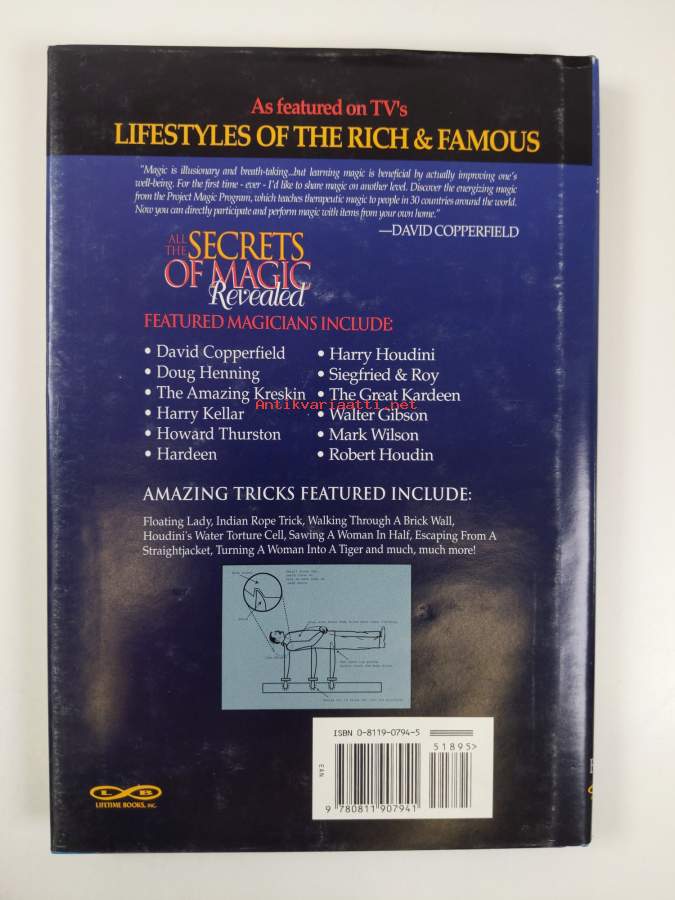 As featured on TV's
LIFESTYLES OF THE RICH & FAMOUS
"Magic is illusionary and breath-taking...but learning magic is beneficial by actually improving one's
well-being. For the first time - ever - I'd like to share magic on another level. Discover the energizing magic
from the Project Magic Program, which teaches therapeutic magic to people in 30 countries around the world.
Now you can directly participate and perform magic with items from your own home."
—DAVID COPPERFIELD
ALL THE SECRETS
OF MAGIC
Revealed
FEATURED MAGICIANS INCLUDE:
• David Copperfield
• Doug Henning
• The Amazing Kreskin
• Harry Kellar
• Howard Thurston
• Hardeen
• Harry Houdini
• Siegfried & Roy
• The Great Kardeen
• Walter Gibson
• Mark Wilson
• Robert Houdin
Antikvariaatti.net
AMAZING TRICKS FEATURED INCLUDE:
Floating Lady, Indian Rope Trick, Walking Through A Brick Wall,
Houdini's Water Torture Cell, Sawing A Woman In Half, Escaping From A
Straightjacket, Turning A Woman Into A Tiger and much, much more!
ISBN 0-8119-0794-5
51895>
EAN
9 780811 907941
L B
LIFETIME BOOKS, INC.